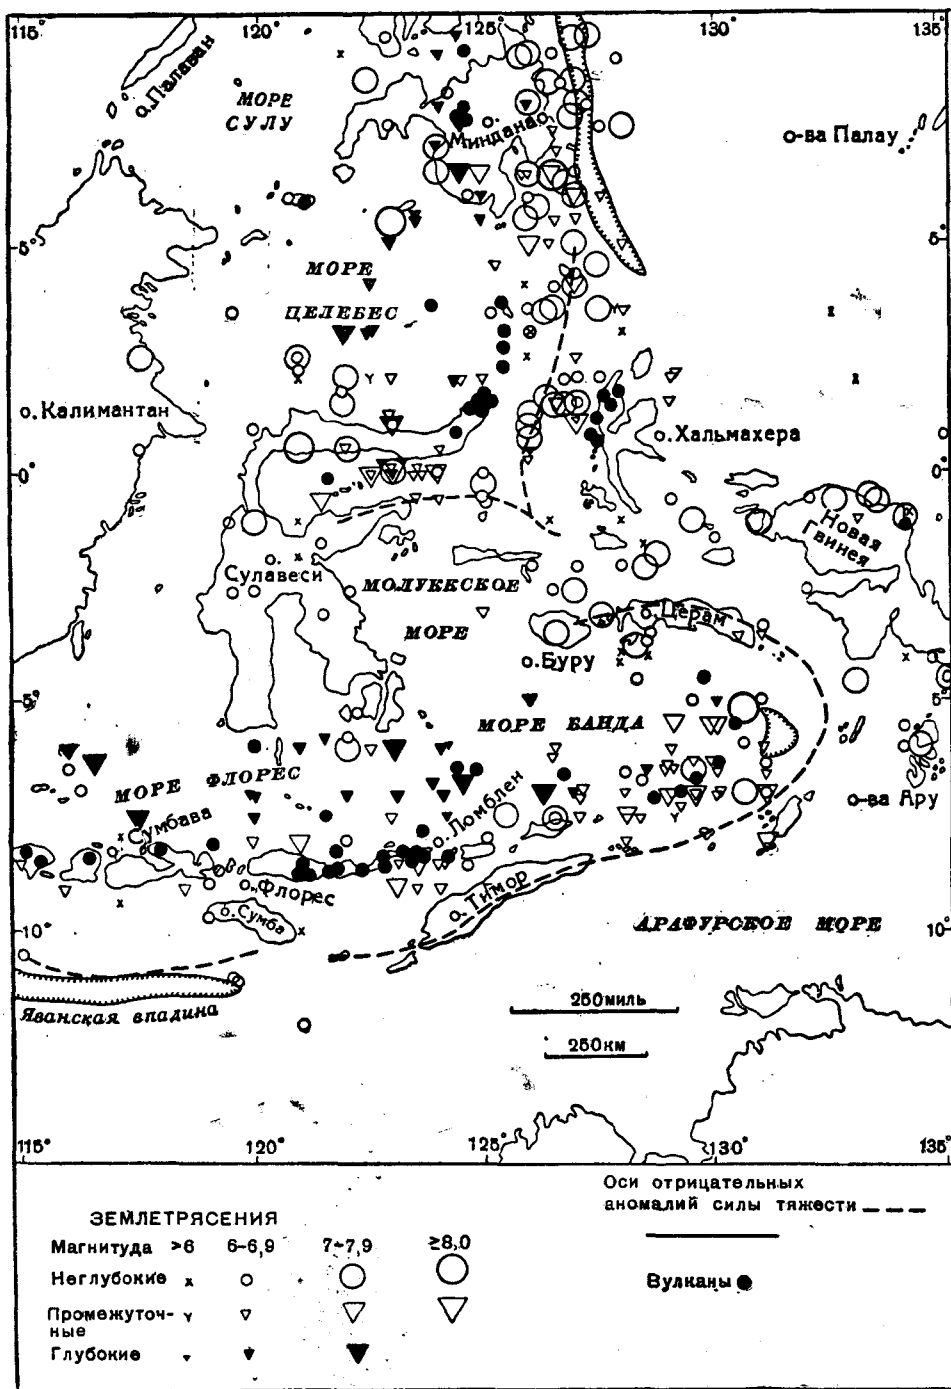 115°
120°
125°
130°
135°
о.Палаван
МОРЕ
СУЛУ
о.
Минданао
о-ва Палау
5°
5°
МОРЕ
ЦЕЛЕБЕС
о.Калимантан
о.Хальмахера
0°
0°
о.
Сулавеси
Новая
Гвинея
МОЛУККСКОЕ
МОРЕ
о.Церам
о.Буру
5°
5°
МОРЕ БАНДА
МОРЕ ФЛОРЕС
о-ва Ару
о.Сумбава
о.Ломблен
о.Флорес
о.Сумба
о.Тимор
10°
10°
АРАФУРСКОЕ МОРЕ
Яванская впадина
250миль
250км
115°
120°
125°
130°
135°
Оси отрицательных
аномалий силы тяжести
ЗЕМЛЕТРЯСЕНИЯ
Магнитуда >6 6-6,9 7-7,9 ≥8,0
Неглубокие
Вулканы
Промежуточ-
ные
Глубокие